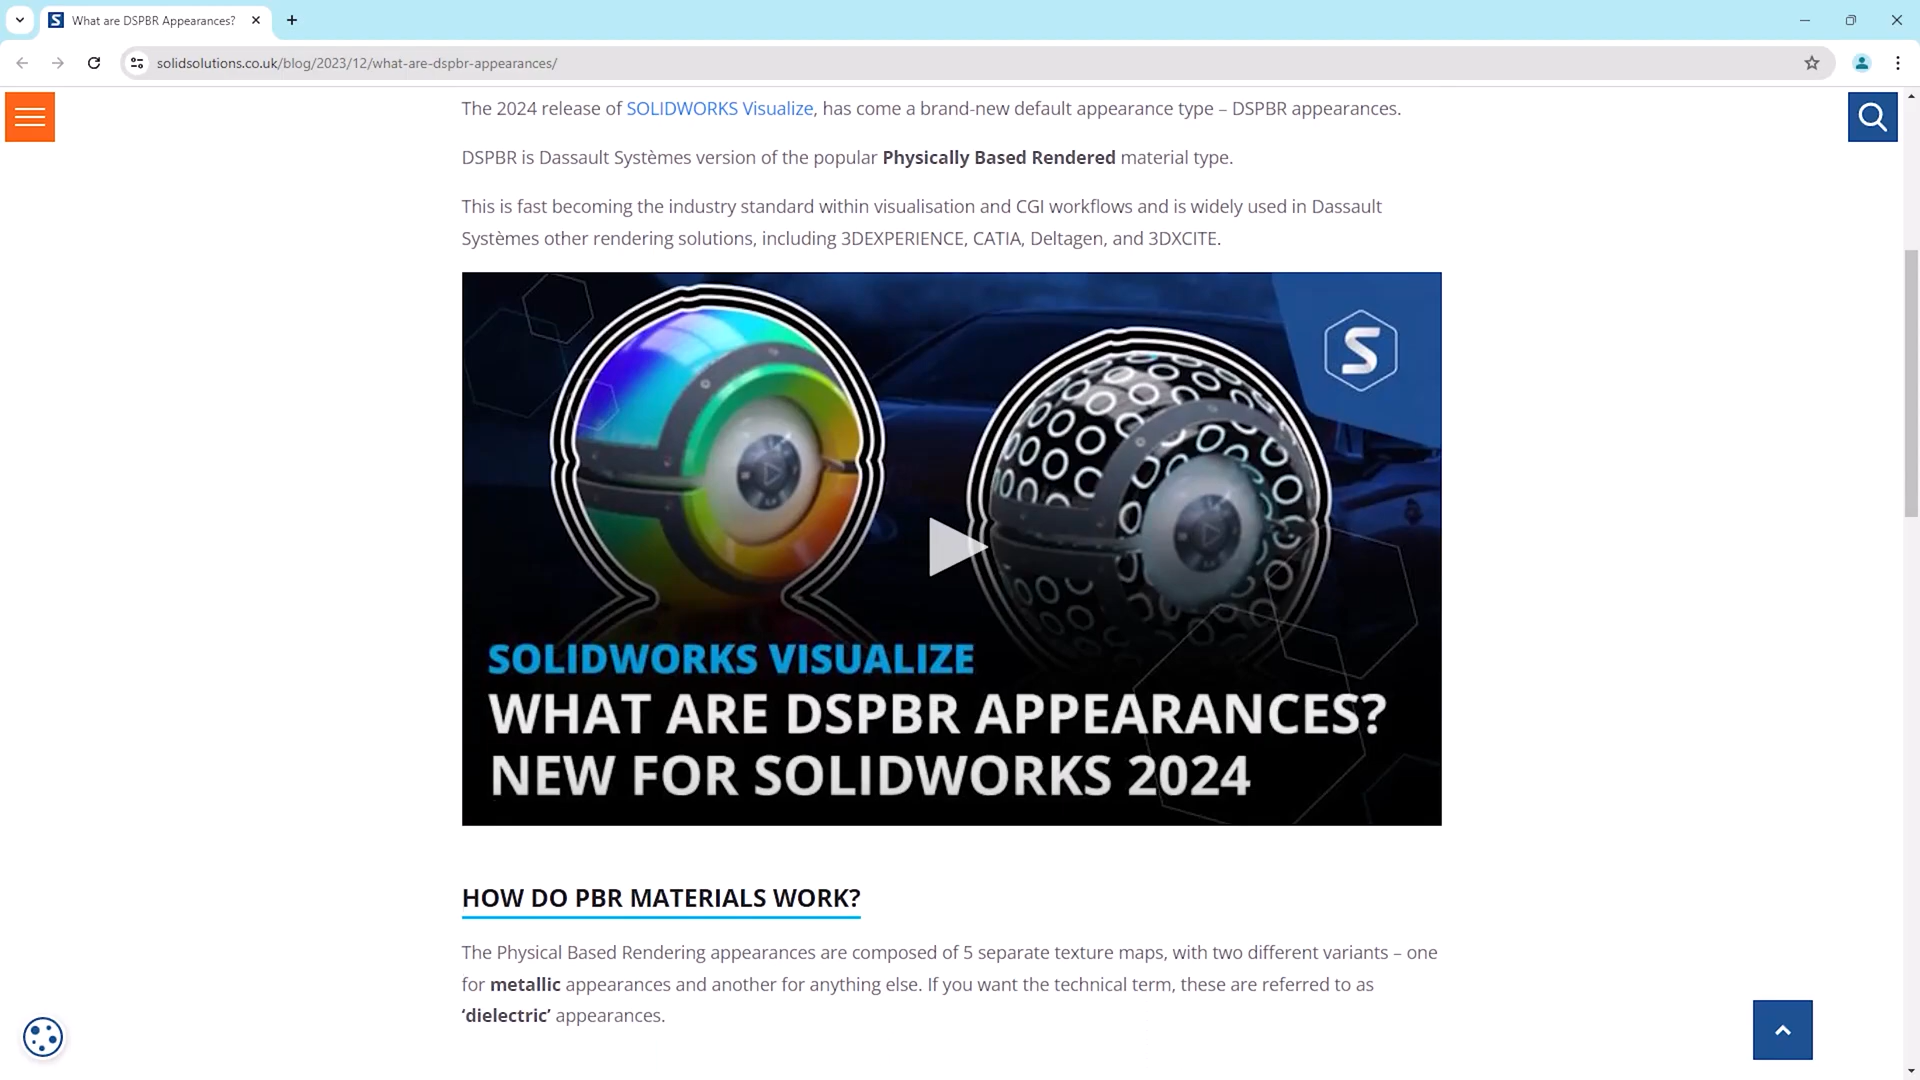 What are DSPBR Appearances?
solidsolutions.co.uk/blog/2023/12/what-are-dspbr-appearances/
The 2024 release of SOLIDWORKS Visualize, has come a brand-new default appearance type – DSPBR appearances.
DSPBR is Dassault Systèmes version of the popular Physically Based Rendered material type.
This is fast becoming the industry standard within visualisation and CGI workflows and is widely used in Dassault
Systèmes other rendering solutions, including 3DEXPERIENCE, CATIA, Deltagen, and 3DXCITE.
SOLIDWORKS VISUALIZE
WHAT ARE DSPBR APPEARANCES?
NEW FOR SOLIDWORKS 2024
HOW DO PBR MATERIALS WORK?
The Physical Based Rendering appearances are composed of 5 separate texture maps, with two different variants – one
for metallic appearances and another for anything else. If you want the technical term, these are referred to as
‘dielectric’ appearances.